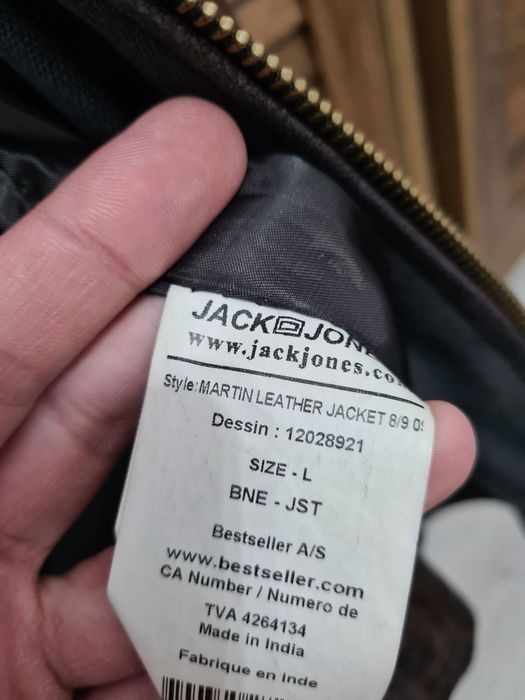 JACK JONES
www.jackjones.co
Style:MARTIN LEATHER JACKET 8/9
Dessin : 12028921
SIZE - L
BNE - JST
Bestseller A/S
www.bestseller.com
CA Number / Numero de
TVA 4264134
Made in India
Fabrique en Inde